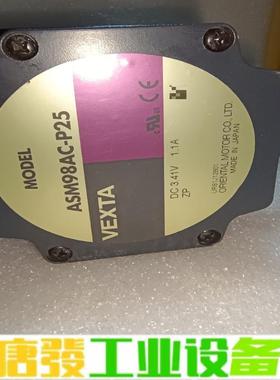 MODEL
ASM98AC-P25
VEXTA
DC 3.41V 1.1A
ZP
ORIENTAL MOTOR CO., LTD.
MADE IN JAPAN
唐發工业设备